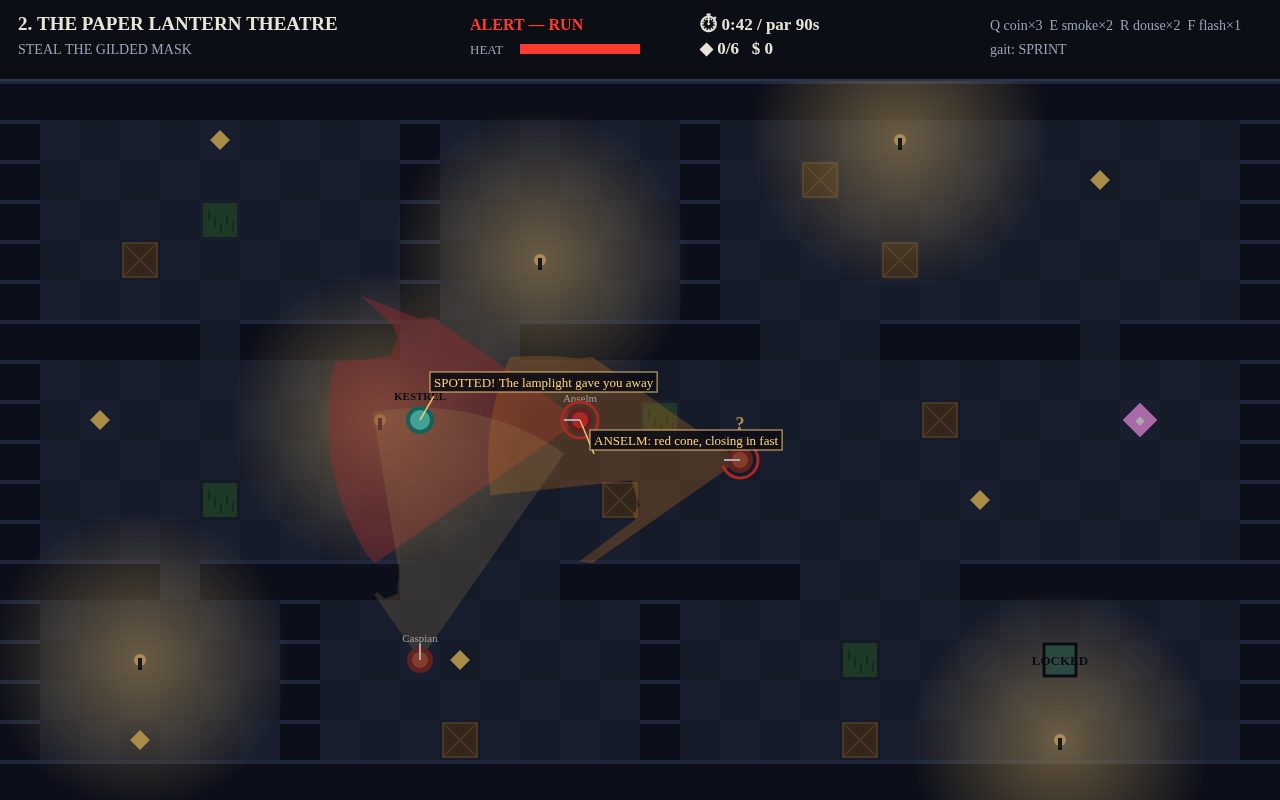 2. THE PAPER LANTERN THEATRE
STEAL THE GILDED MASK
ALERT — RUN
HEAT
⏱ 0:42 / par 90s
◆ 0/6 $ 0
Q coin×3 E smoke×2 R douse×2 F flash×1
gait: SPRINT
SPOTTED! The lamplight gave you away
KESTREL
Anselm
?
ANSELM: red cone, closing in fast
Caspian
LOCKED